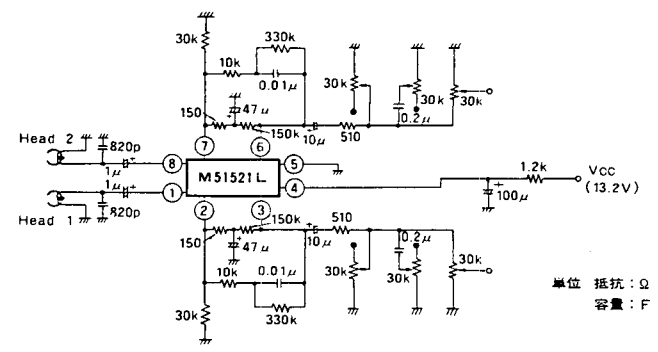 30k
330k
10k
0.01μ
150
47μ
150k
10μ
510
30k
0.2μ
30k
30k
Head 2
820p
1μ
8
7
6
5
M51521L
1.2k
VCC
(13.2V)
100μ
4
1μ
1
Head 1
820p
2
3
150k
150
47μ
10μ
510
10k
0.01μ
330k
30k
30k
0.2μ
30k
30k
単位 抵抗:Ω
容量:F